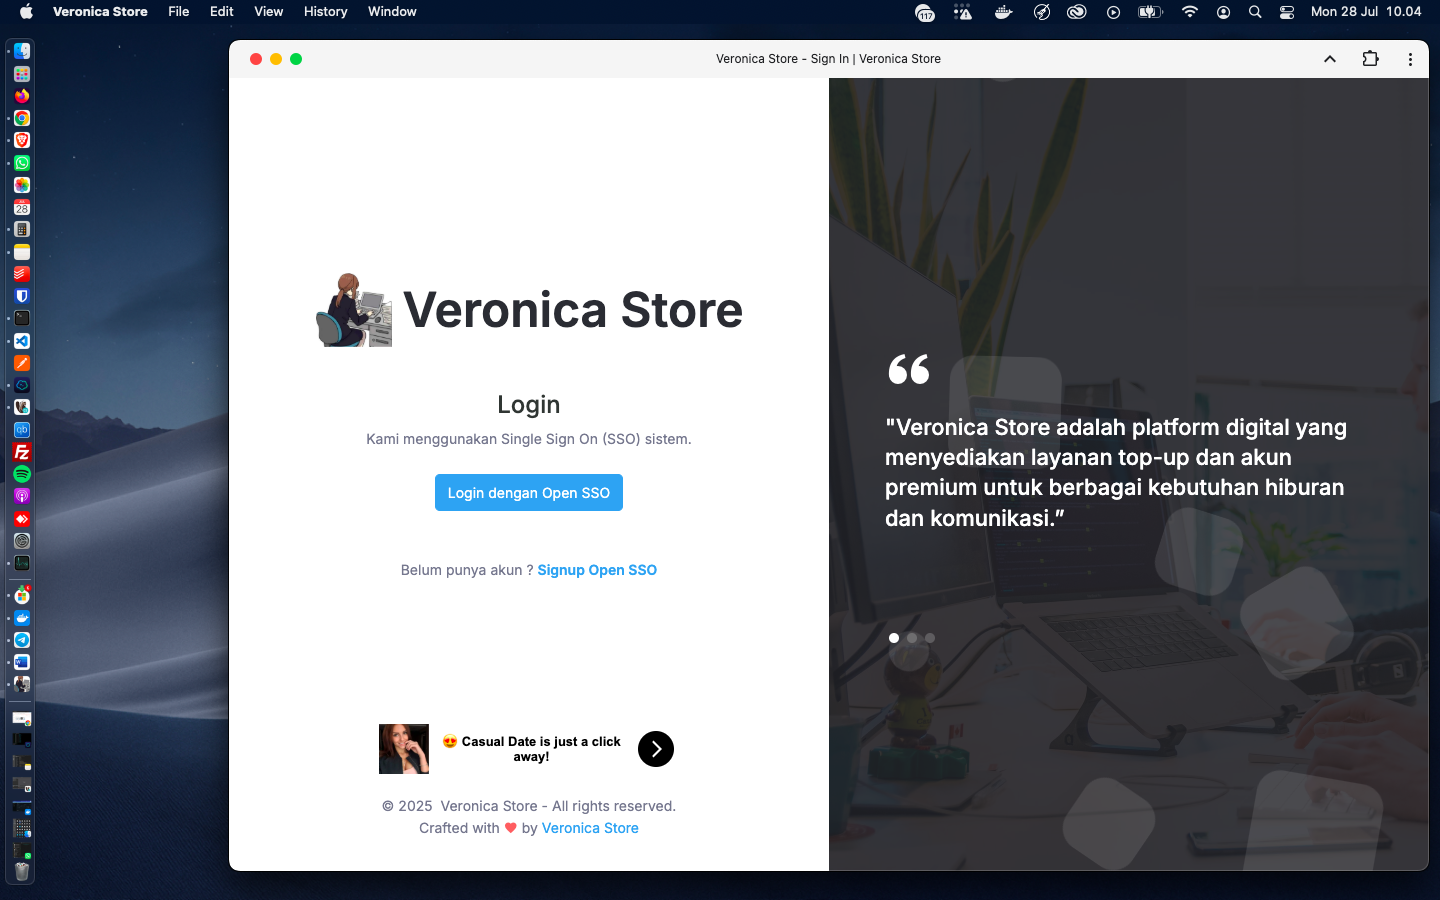 Veronica Store File Edit View History Window
117
Mon 28 Jul 10.04
Veronica Store - Sign In | Veronica Store
28
qb
Fz
Veronica Store
Login
Kami menggunakan Single Sign On (SSO) sistem.
Login dengan Open SSO
Belum punya akun ? Signup Open SSO
😍 Casual Date is just a click
away!
© 2025 Veronica Store - All rights reserved.
Crafted with ♥ by Veronica Store
"Veronica Store adalah platform digital yang
menyediakan layanan top-up dan akun
premium untuk berbagai kebutuhan hiburan
dan komunikasi.”